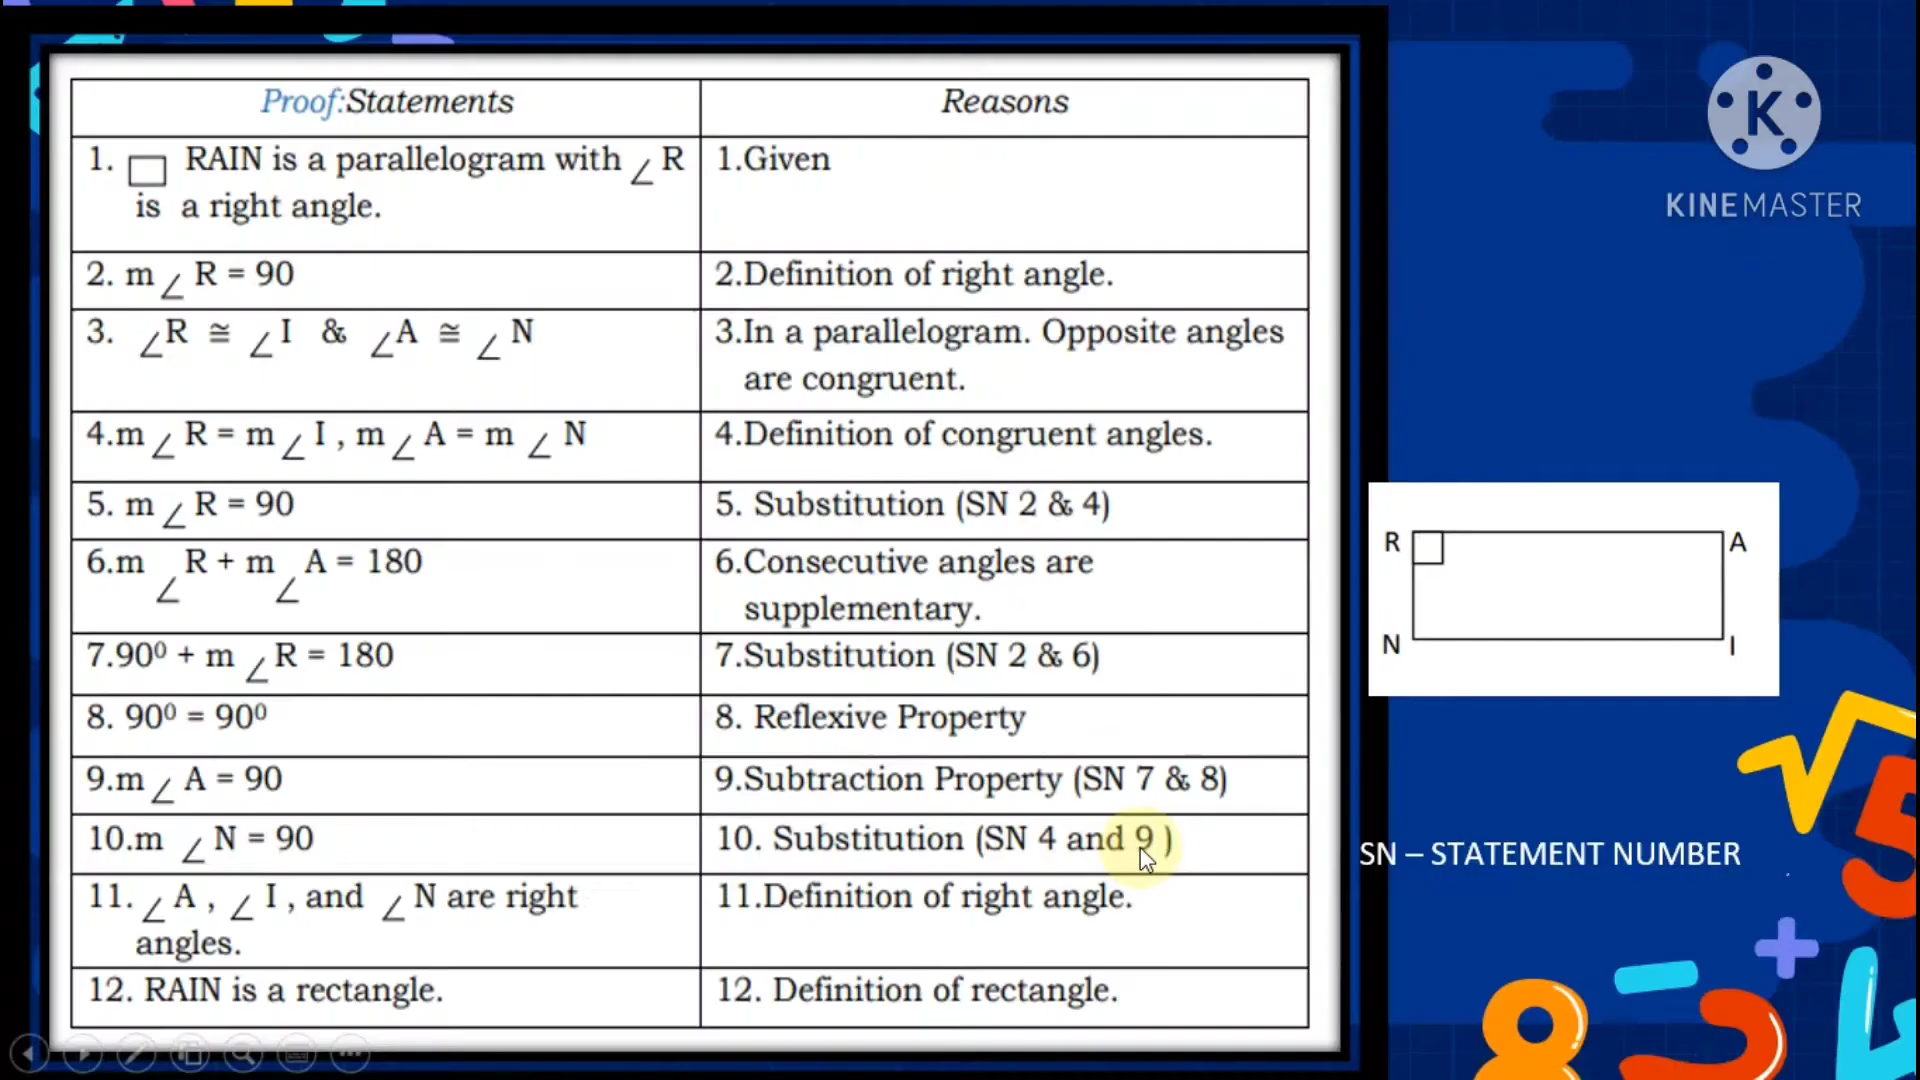 Proof:Statements
Reasons
1. □ RAIN is a parallelogram with ∠ R
is a right angle.
1.Given
2. m ∠ R = 90
2.Definition of right angle.
3. ∠R ≅ ∠ I & ∠A ≅ ∠ N
3.In a parallelogram. Opposite angles
are congruent.
4.m ∠ R = m ∠ I , m ∠ A = m ∠ N
4.Definition of congruent angles.
5. m ∠ R = 90
5. Substitution (SN 2 & 4)
6.m ∠ R + m ∠ A = 180
6.Consecutive angles are
supplementary.
7.90⁰ + m ∠ R = 180
7.Substitution (SN 2 & 6)
8. 90⁰ = 90⁰
8. Reflexive Property
9.m ∠ A = 90
9.Subtraction Property (SN 7 & 8)
10.m ∠ N = 90
10. Substitution (SN 4 and 9 )
11. ∠ A , ∠ I , and ∠ N are right
angles.
11.Definition of right angle.
12. RAIN is a rectangle.
12. Definition of rectangle.
K
KINEMASTER
R A
N I
SN – STATEMENT NUMBER